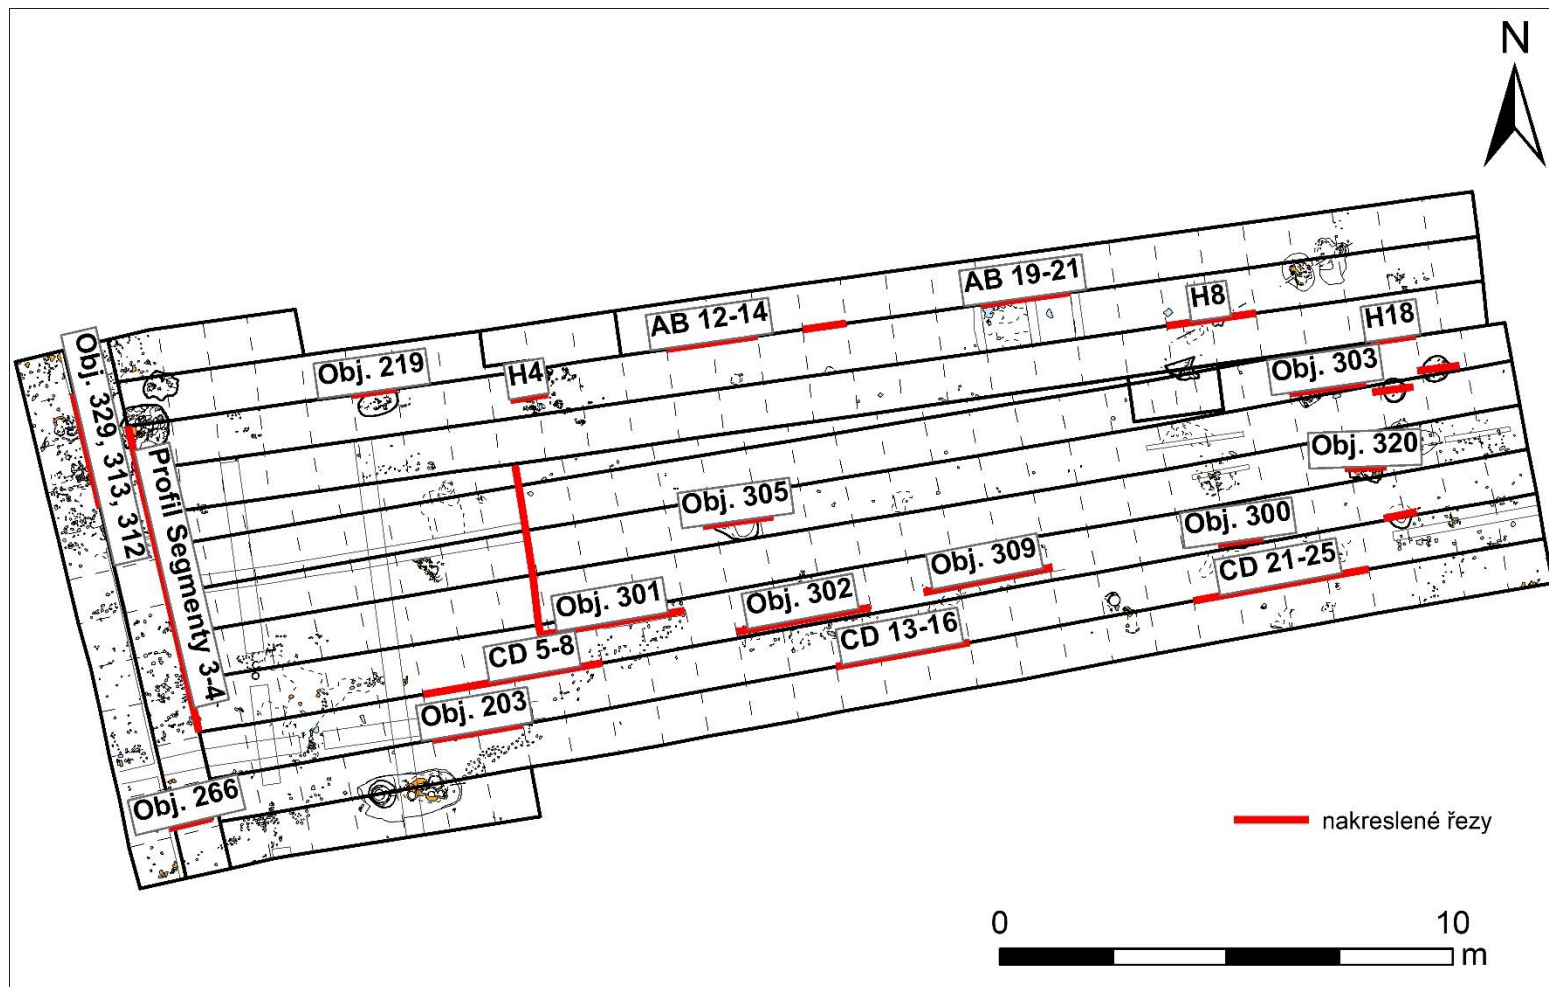 N
AB 19-21
H8
AB 12-14
H18
Obj. 303
Obj. 219
H4
Obj. 329, 313, 312
Profil Segmenty 3-4
Obj. 320
Obj. 305
Obj. 300
Obj. 309
CD 21-25
Obj. 301
Obj. 302
CD 13-16
CD 5-8
Obj. 203
Obj. 266
nakreslené řezy
0 10
m